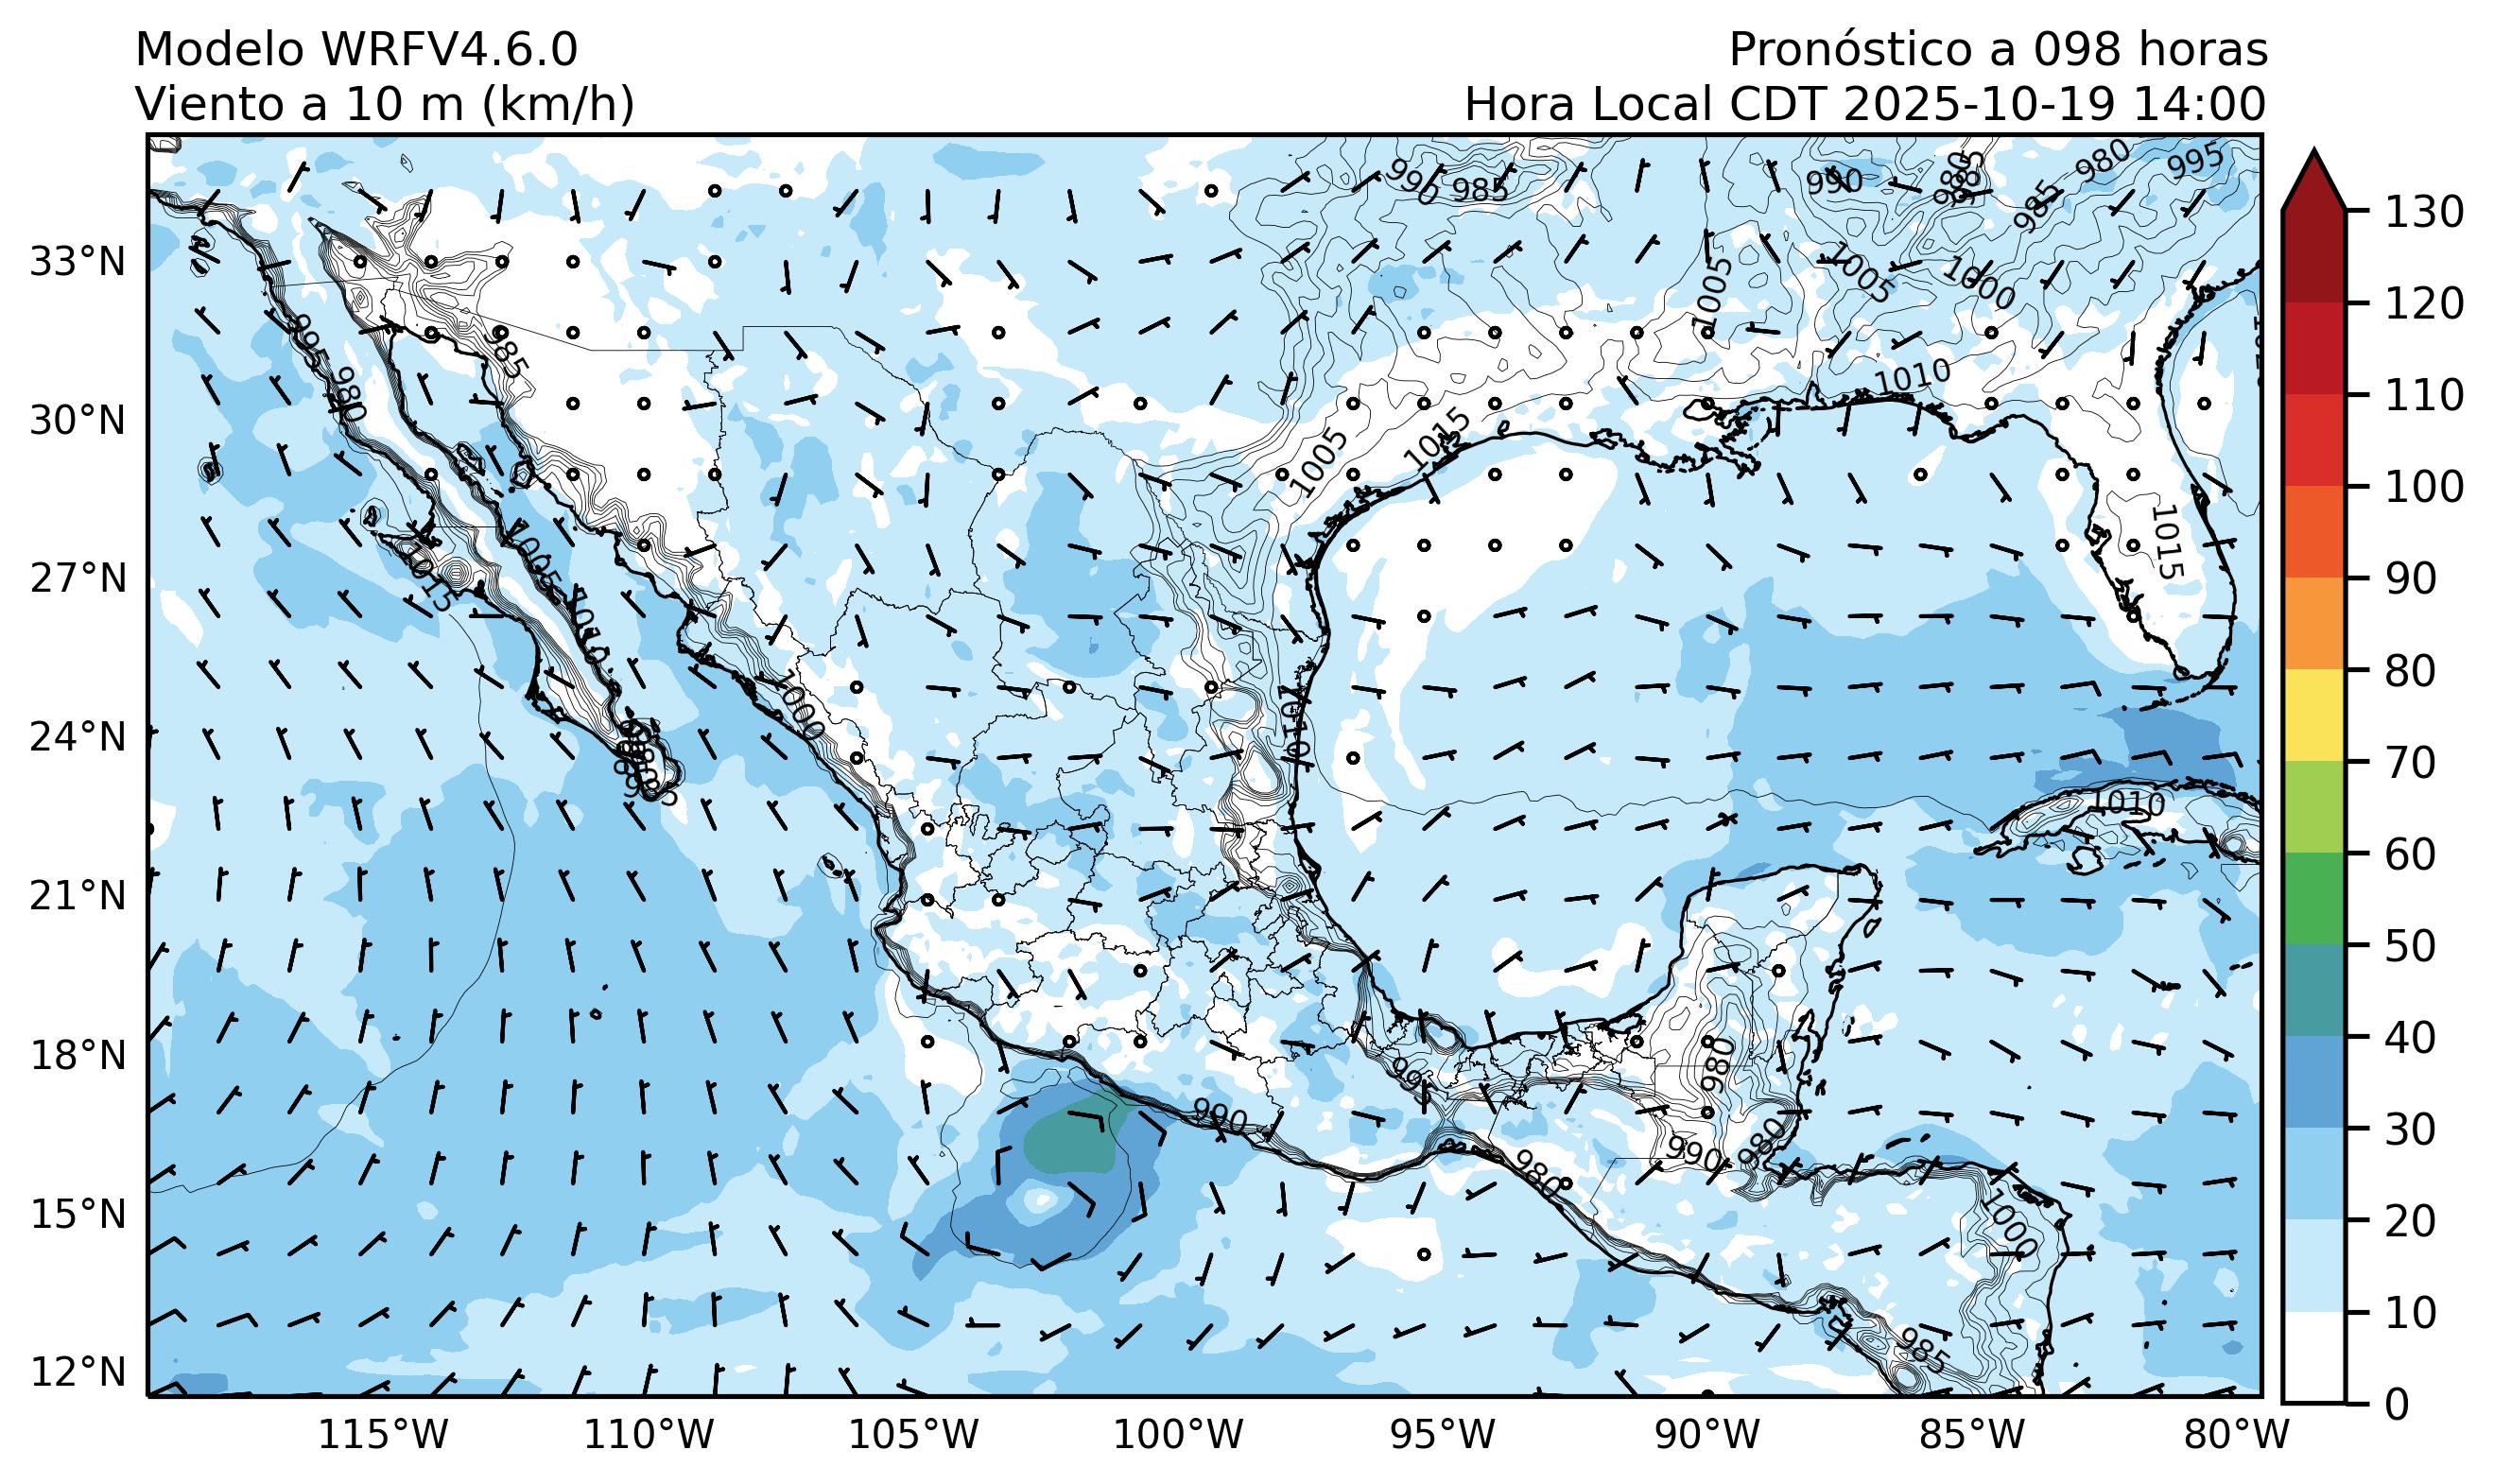 Modelo WRFV4.6.0
Viento a 10 m (km/h)
Pronóstico a 098 horas
Hora Local CDT 2025-10-19 14:00
990 985 990 985 980 995
985
33°N
1005 1005 1000
995 985
980 1010
30°N
1005 1015
1015
1005
27°N
1015 1010
1000 1010
24°N
985
1010
21°N
18°N
995 980
990 990 980
980
15°N
1000
985
12°N
115°W 110°W 105°W 100°W 95°W 90°W 85°W 80°W
130
120
110
100
90
80
70
60
50
40
30
20
10
0